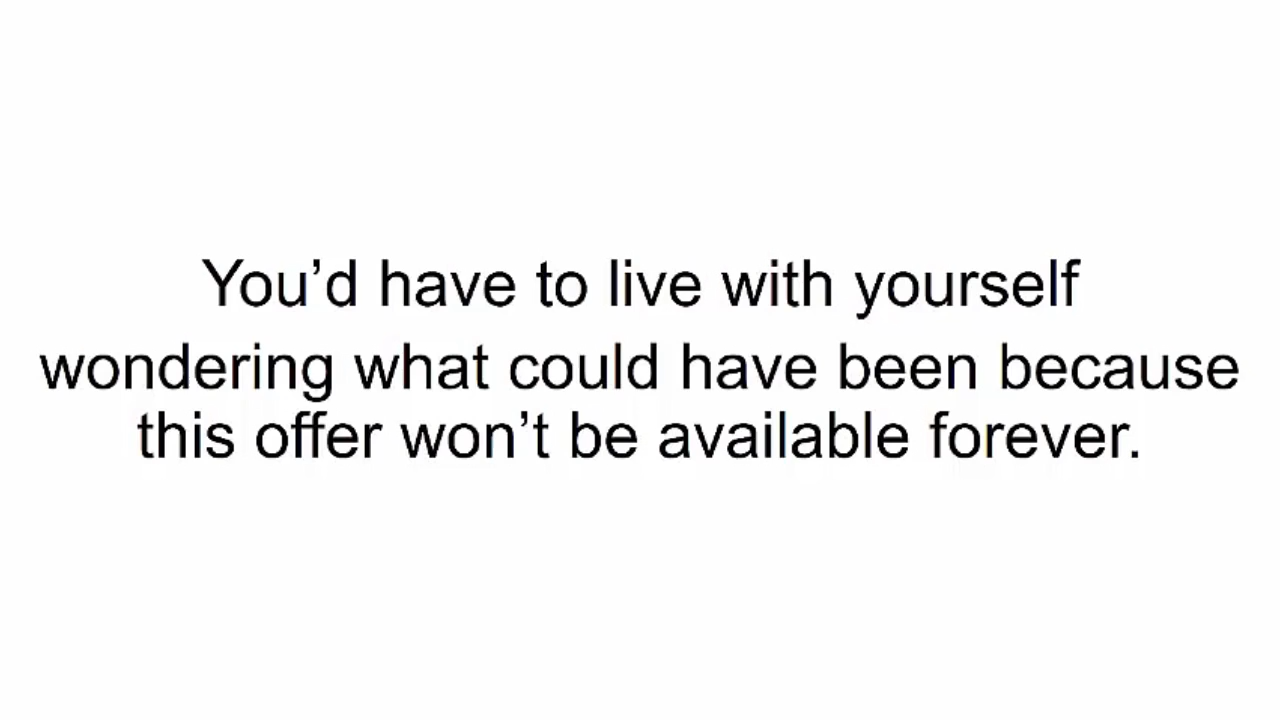 You’d have to live with yourself
wondering what could have been because
this offer won’t be available forever.